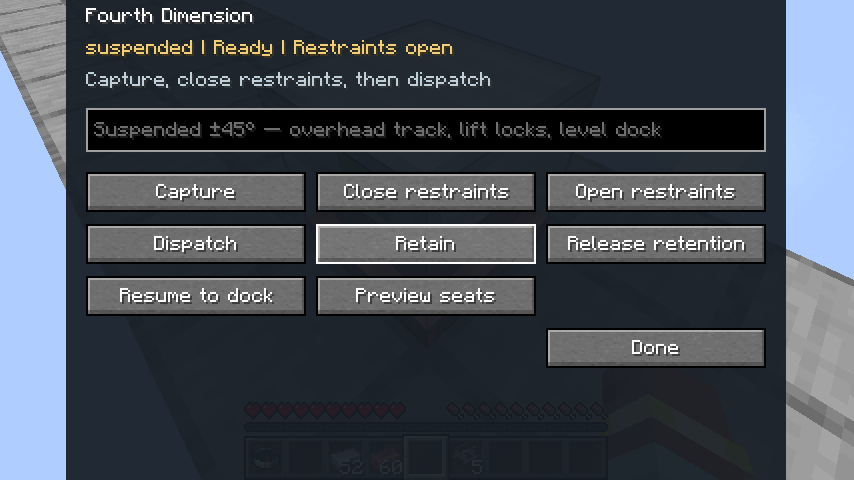 Fourth Dimension
suspended | Ready | Restraints open
Capture, close restraints, then dispatch
Suspended ±45° — overhead track, lift locks, level dock
Capture
Close restraints
Open restraints
Dispatch
Retain
Release retention
Resume to dock
Preview seats
Done
52
60
5